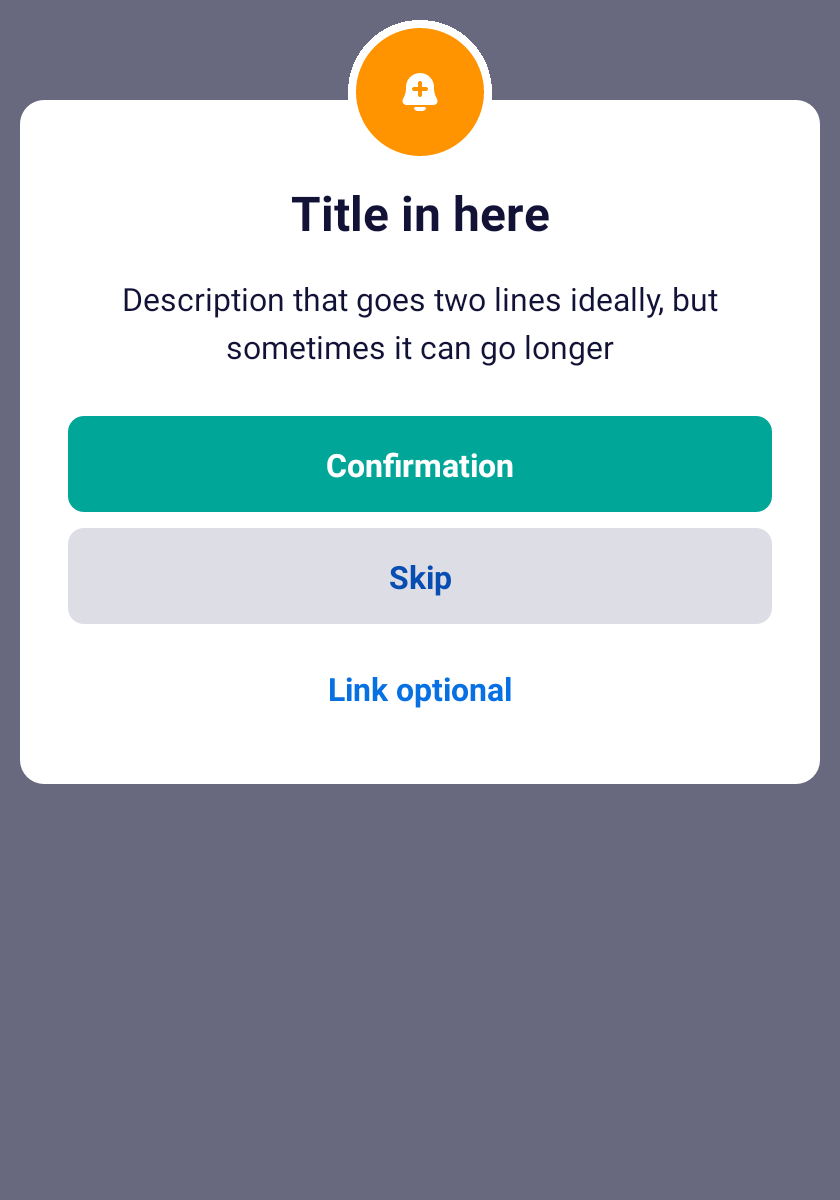 Title in here
Description that goes two lines ideally, but
sometimes it can go longer
Confirmation
Skip
Link optional